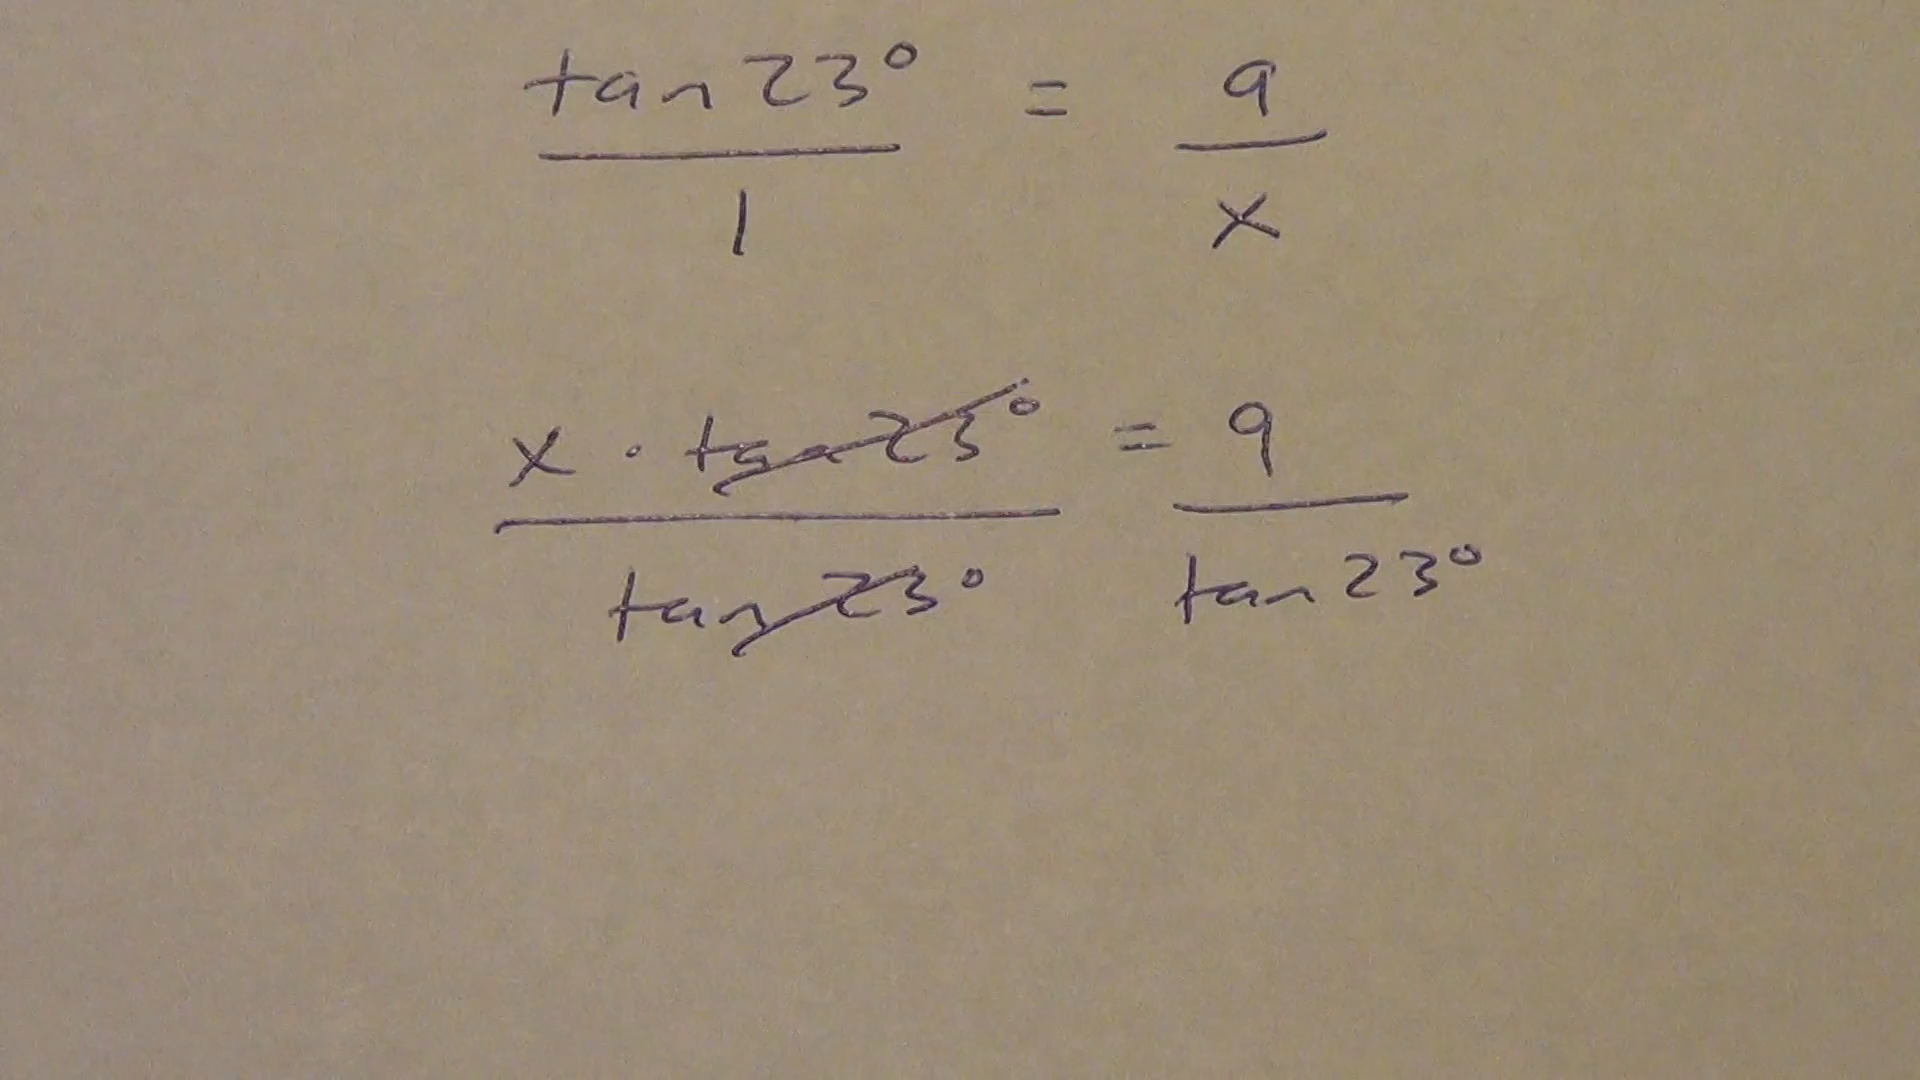 tan 23° = 9
1 x
x · tan 23° = 9
tan 23° tan 23°